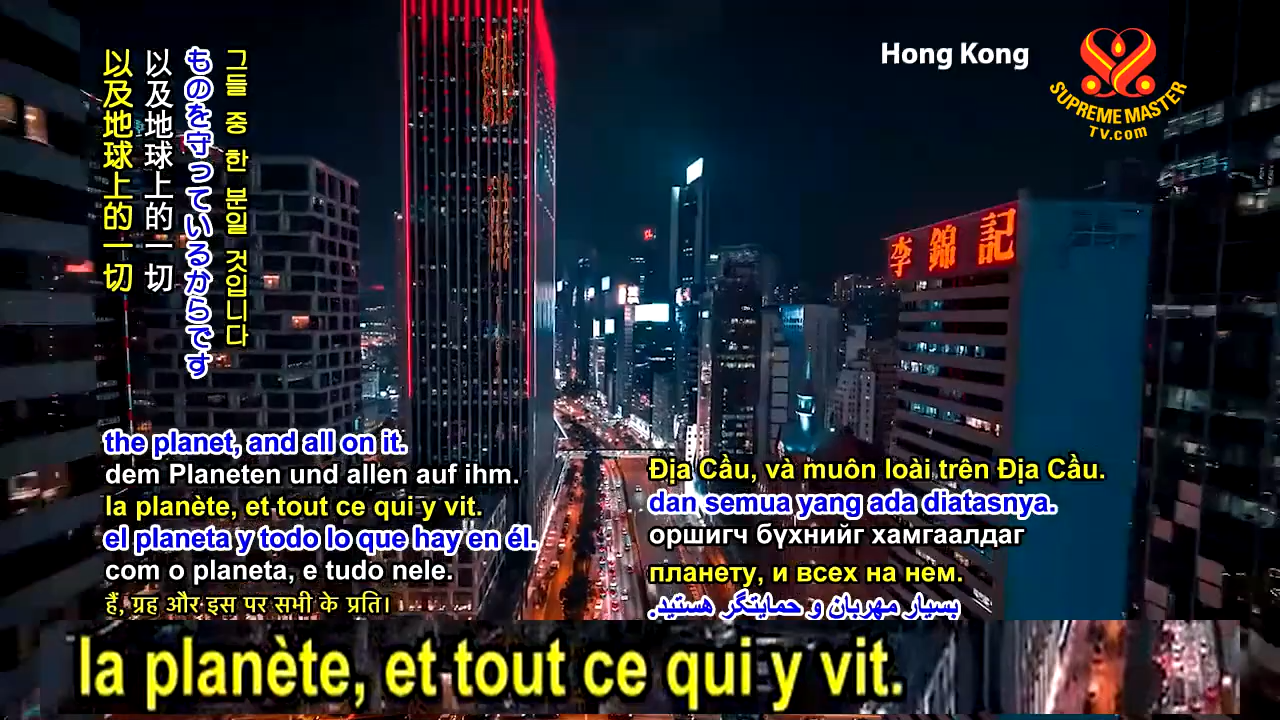 Hong Kong
SUPREME MASTER
TV.com
以及地球上的一切
以及地球上的一切
ものを守っているからです
그들 중 한 분일 것입니다
李錦記
the planet, and all on it.
dem Planeten und allen auf ihm.
la planète, et tout ce qui y vit.
el planeta y todo lo que hay en él.
com o planeta, e tudo nele.
हैं, ग्रह और इस पर सभी के प्रति।
Địa Cầu, và muôn loài trên Địa Cầu.
dan semua yang ada diatasnya.
оршигч бүхнийг хамгаалдаг
планету, и всех на нем.
بسیار مهربان و حمایتگر هستید.
la planète, et tout ce qui y vit.